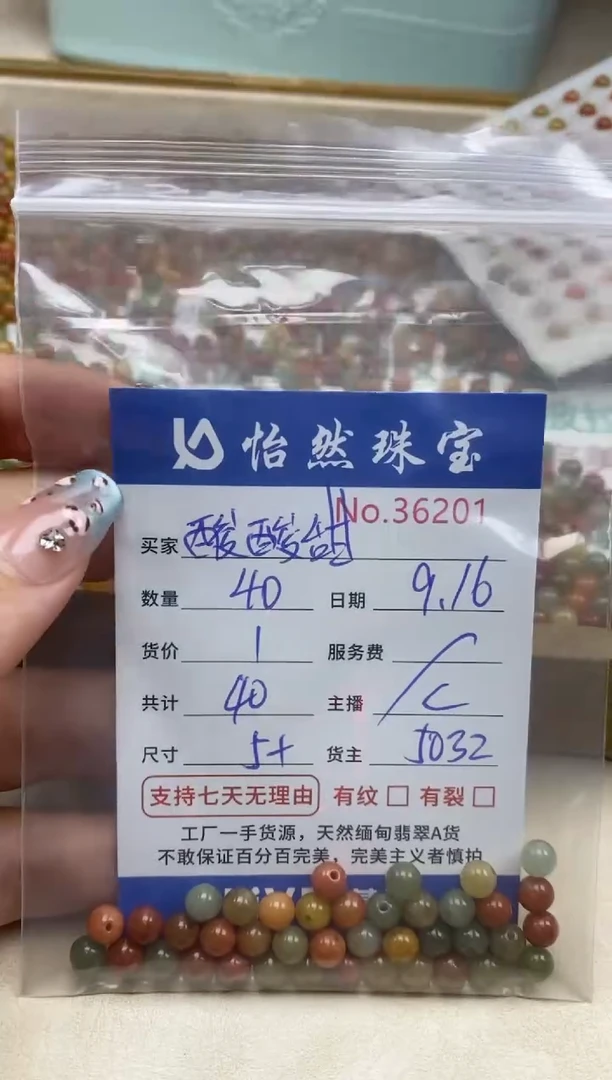 怡然珠宝
No.36201
买家 酸酸甜
数量 40 日期 9.16
货价 1 服务费 /
共计 40 主播 C
尺寸 5+ 货主 5032
支持七天无理由 有纹 □ 有裂 □
工厂一手货源，天然缅甸翡翠A货
不敢保证百分百完美，完美主义者慎拍